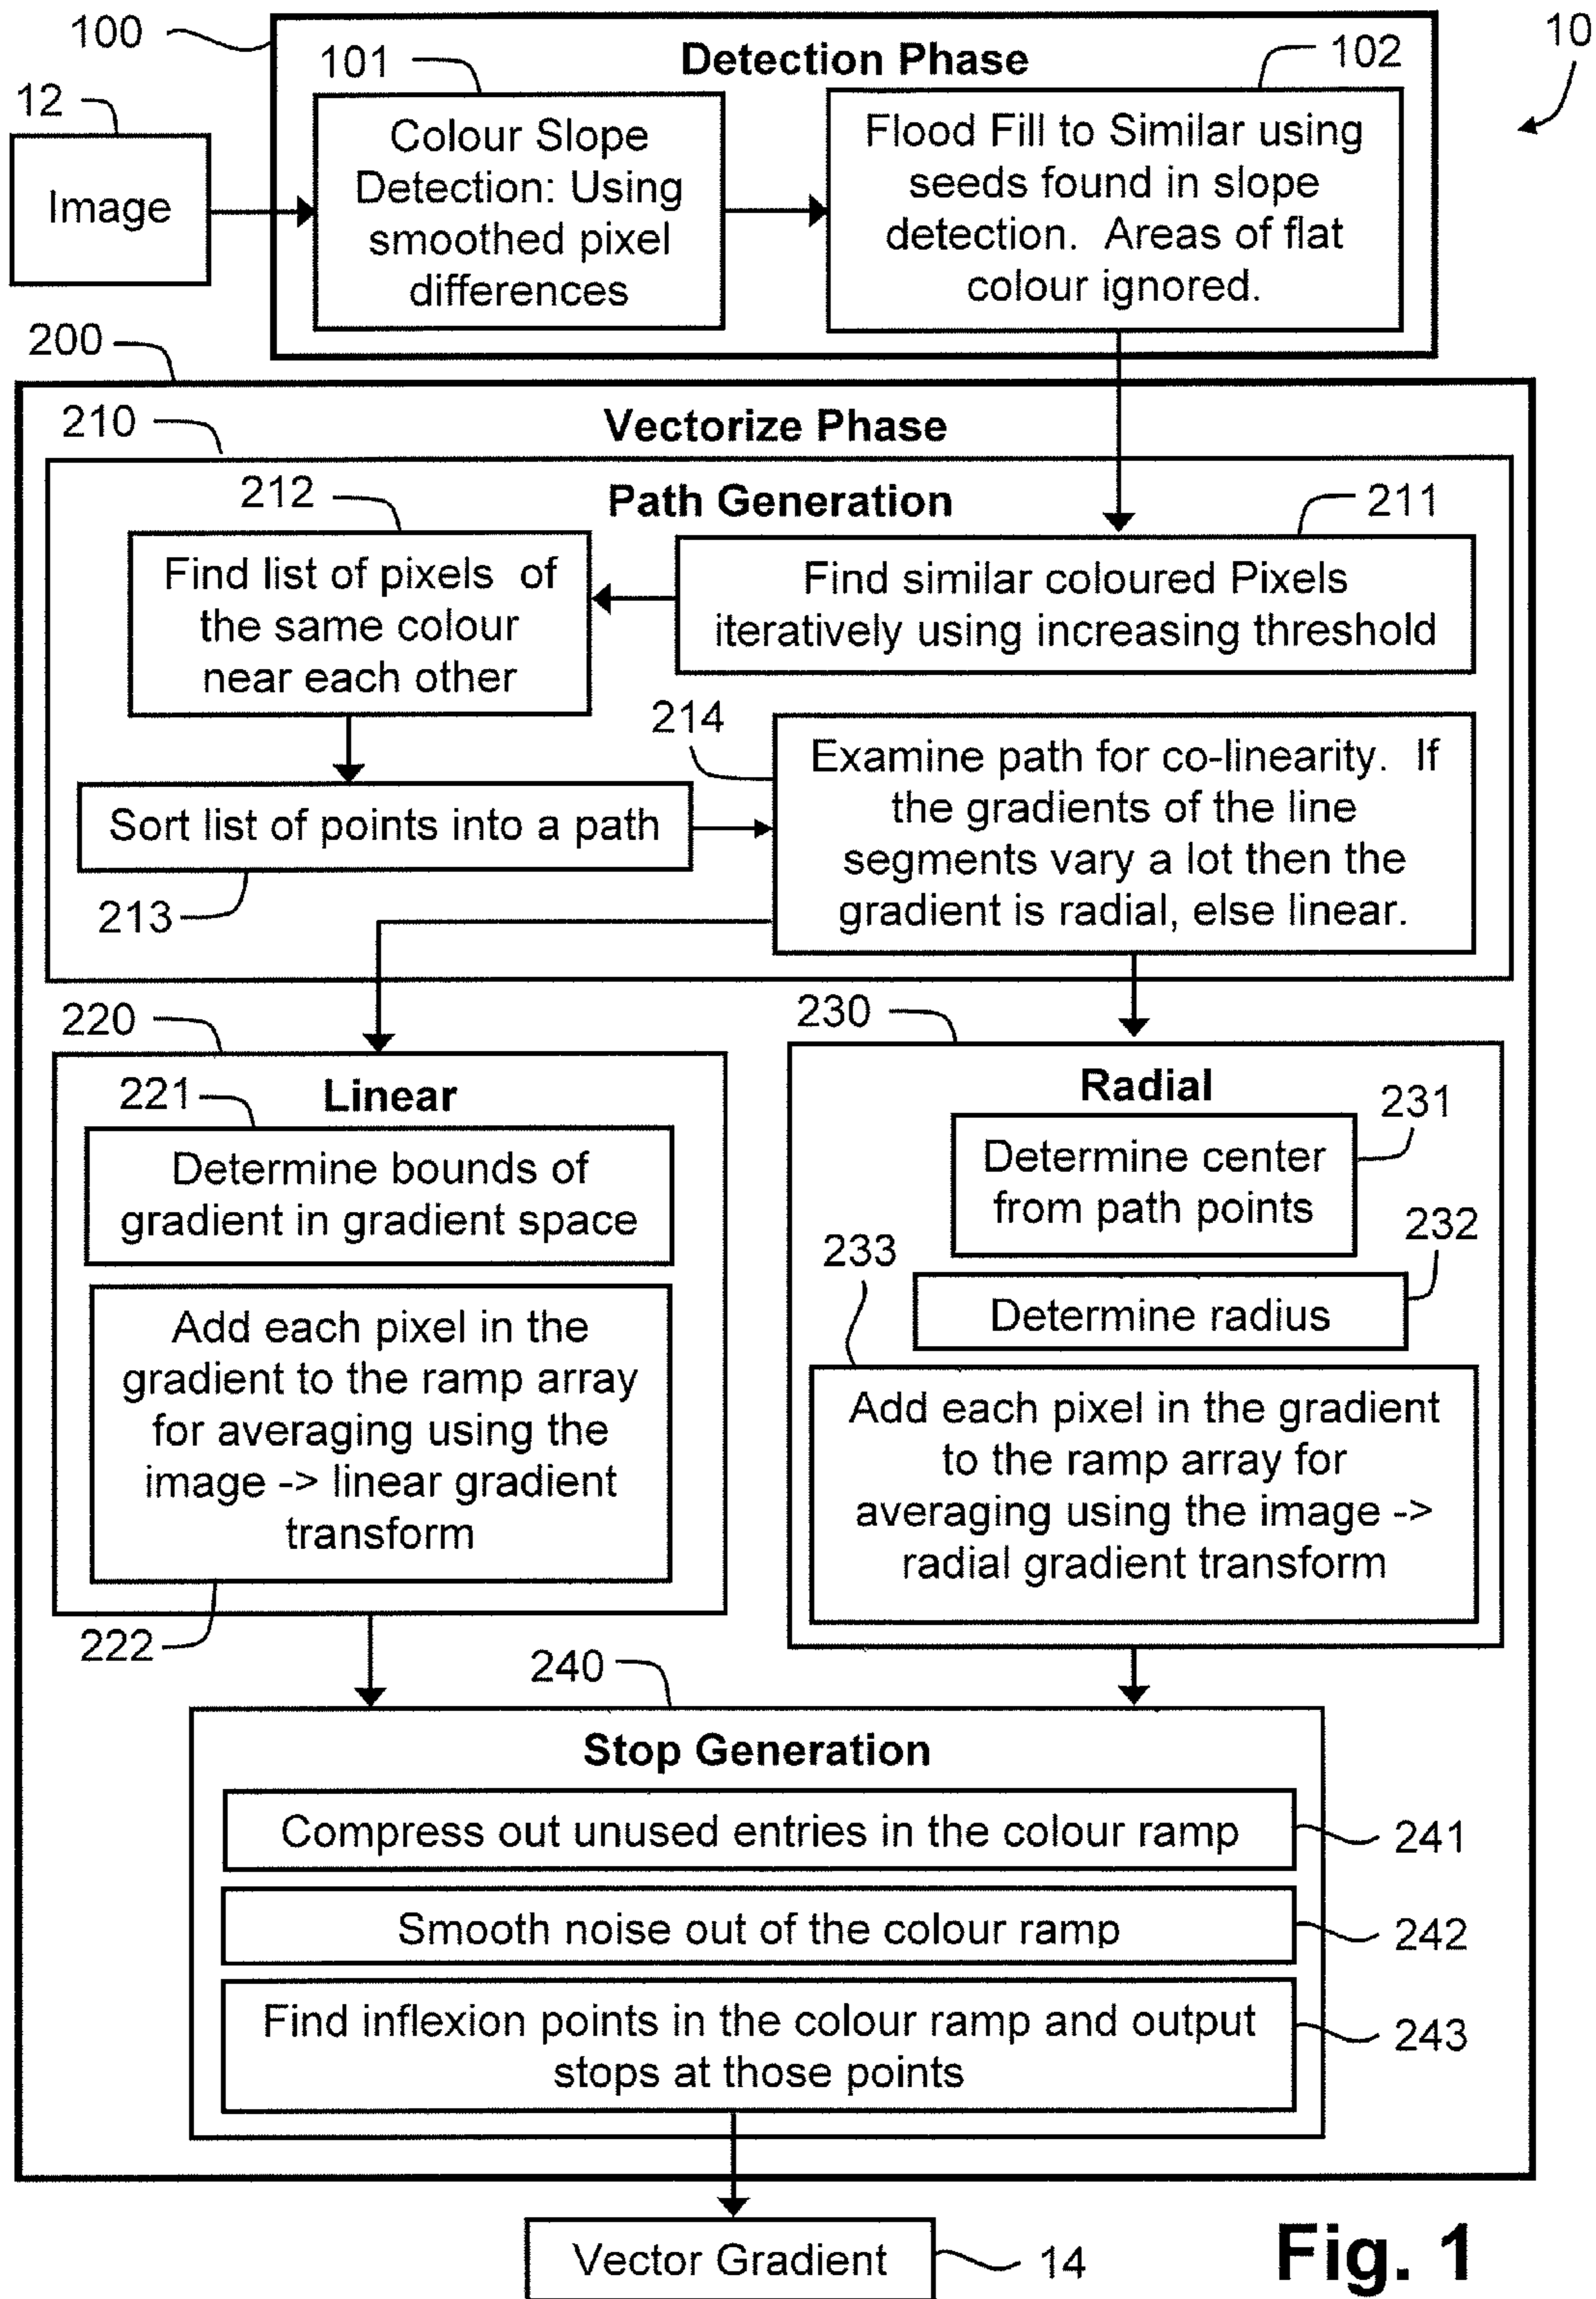 100
10
Detection Phase
101
102
12
Image
Colour Slope
Detection: Using
smoothed pixel
differences
Flood Fill to Similar using
seeds found in slope
detection.  Areas of flat
colour ignored.
200
Vectorize Phase
210
Path Generation
212
211
Find list of pixels  of
the same colour
near each other
Find similar coloured Pixels
iteratively using increasing threshold
214
Sort list of points into a path
213
Examine path for co-linearity.  If
the gradients of the line
segments vary a lot then the
gradient is radial, else linear.
220
Linear
221
Determine bounds of
gradient in gradient space
Add each pixel in the
gradient to the ramp array
for averaging using the
image -> linear gradient
transform
222
230
Radial
231
Determine center
from path points
232
233
Determine radius
Add each pixel in the gradient
to the ramp array for
averaging using the image ->
radial gradient transform
240
Stop Generation
Compress out unused entries in the colour ramp
241
Smooth noise out of the colour ramp
242
Find inflexion points in the colour ramp and output
stops at those points
243
Vector Gradient
14
Fig. 1